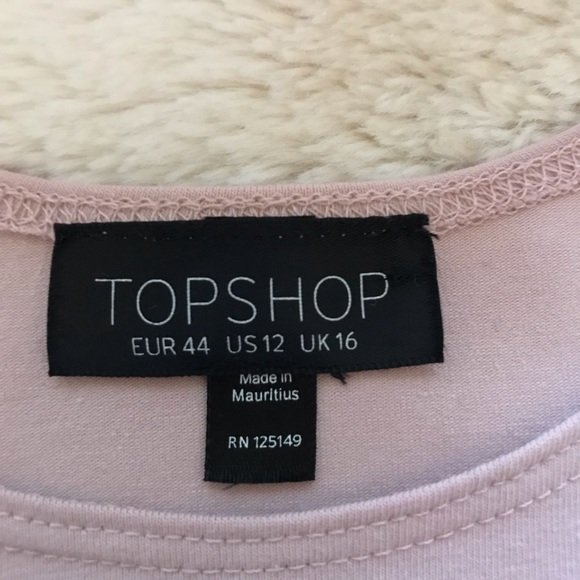 TOPSHOP
EUR 44 US 12 UK 16
Made in
Mauritius
RN 125149